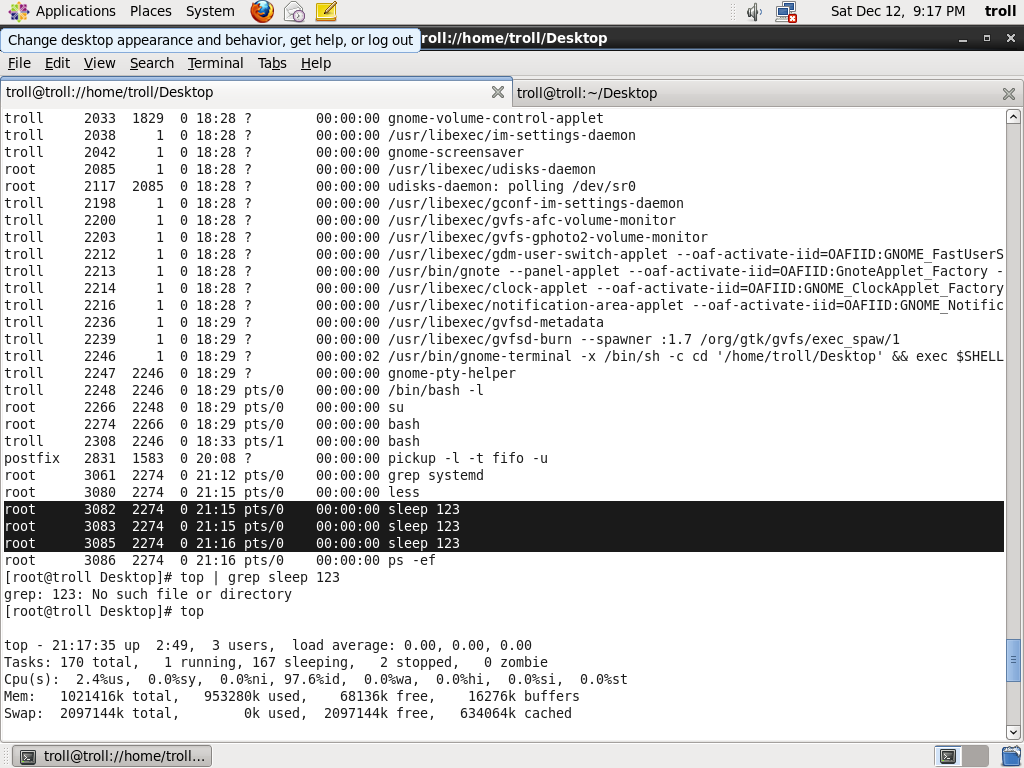 Applications Places System Sat Dec 12, 9:17 PM troll
Change desktop appearance and behavior, get help, or log out roll://home/troll/Desktop
File Edit View Search Terminal Tabs Help
troll@troll://home/troll/Desktop troll@troll:~/Desktop
troll 2033 1829 0 18:28 ? 00:00:00 gnome-volume-control-applet
troll 2038 1 0 18:28 ? 00:00:00 /usr/libexec/im-settings-daemon
troll 2042 1 0 18:28 ? 00:00:00 gnome-screensaver
root 2085 1 0 18:28 ? 00:00:00 /usr/libexec/udisks-daemon
root 2117 2085 0 18:28 ? 00:00:00 udisks-daemon: polling /dev/sr0
troll 2198 1 0 18:28 ? 00:00:00 /usr/libexec/gconf-im-settings-daemon
troll 2200 1 0 18:28 ? 00:00:00 /usr/libexec/gvfs-afc-volume-monitor
troll 2203 1 0 18:28 ? 00:00:00 /usr/libexec/gvfs-gphoto2-volume-monitor
troll 2212 1 0 18:28 ? 00:00:00 /usr/libexec/gdm-user-switch-applet --oaf-activate-iid=OAFIID:GNOME_FastUserS
troll 2213 1 0 18:28 ? 00:00:00 /usr/bin/gnote --panel-applet --oaf-activate-iid=OAFIID:GnoteApplet_Factory -
troll 2214 1 0 18:28 ? 00:00:00 /usr/libexec/clock-applet --oaf-activate-iid=OAFIID:GNOME_ClockApplet_Factory
troll 2216 1 0 18:28 ? 00:00:00 /usr/libexec/notification-area-applet --oaf-activate-iid=OAFIID:GNOME_Notific
troll 2236 1 0 18:29 ? 00:00:00 /usr/libexec/gvfsd-metadata
troll 2239 1 0 18:29 ? 00:00:00 /usr/libexec/gvfsd-burn --spawner :1.7 /org/gtk/gvfs/exec_spaw/1
troll 2246 1 0 18:29 ? 00:00:02 /usr/bin/gnome-terminal -x /bin/sh -c cd '/home/troll/Desktop' && exec $SHELL
troll 2247 2246 0 18:29 ? 00:00:00 gnome-pty-helper
troll 2248 2246 0 18:29 pts/0 00:00:00 /bin/bash -l
root 2266 2248 0 18:29 pts/0 00:00:00 su
root 2274 2266 0 18:29 pts/0 00:00:00 bash
troll 2308 2246 0 18:33 pts/1 00:00:00 bash
postfix 2831 1583 0 20:08 ? 00:00:00 pickup -l -t fifo -u
root 3061 2274 0 21:12 pts/0 00:00:00 grep systemd
root 3080 2274 0 21:15 pts/0 00:00:00 less
root 3082 2274 0 21:15 pts/0 00:00:00 sleep 123
root 3083 2274 0 21:15 pts/0 00:00:00 sleep 123
root 3085 2274 0 21:16 pts/0 00:00:00 sleep 123
root 3086 2274 0 21:16 pts/0 00:00:00 ps -ef
[root@troll Desktop]# top | grep sleep 123
grep: 123: No such file or directory
[root@troll Desktop]# top
top - 21:17:35 up 2:49, 3 users, load average: 0.00, 0.00, 0.00
Tasks: 170 total, 1 running, 167 sleeping, 2 stopped, 0 zombie
Cpu(s): 2.4%us, 0.0%sy, 0.0%ni, 97.6%id, 0.0%wa, 0.0%hi, 0.0%si, 0.0%st
Mem: 1021416k total, 953280k used, 68136k free, 16276k buffers
Swap: 2097144k total, 0k used, 2097144k free, 634064k cached
troll@troll://home/troll...